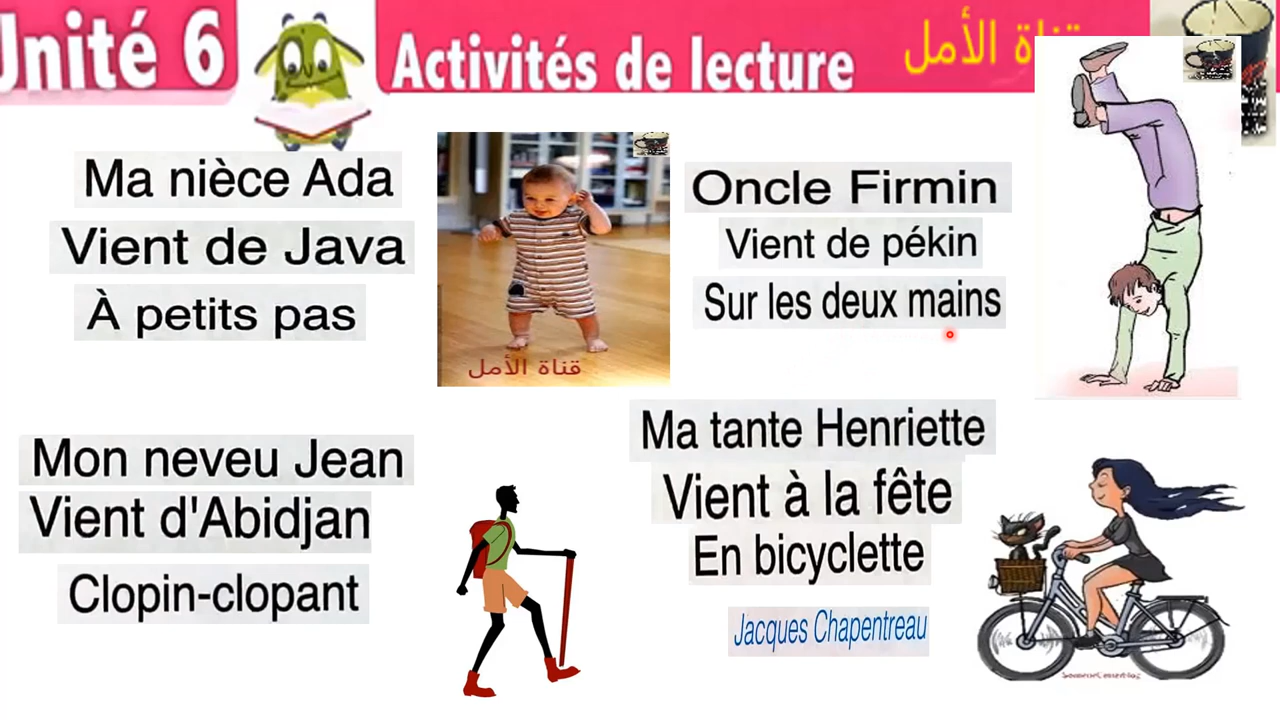 Unité 6
Activités de lecture
قناة الأمل
Ma nièce Ada
Vient de Java
À petits pas
قناة الأمل
Oncle Firmin
Vient de pékin
Sur les deux mains
Mon neveu Jean
Vient d'Abidjan
Clopin-clopant
Ma tante Henriette
Vient à la fête
En bicyclette
Jacques Chapentreau